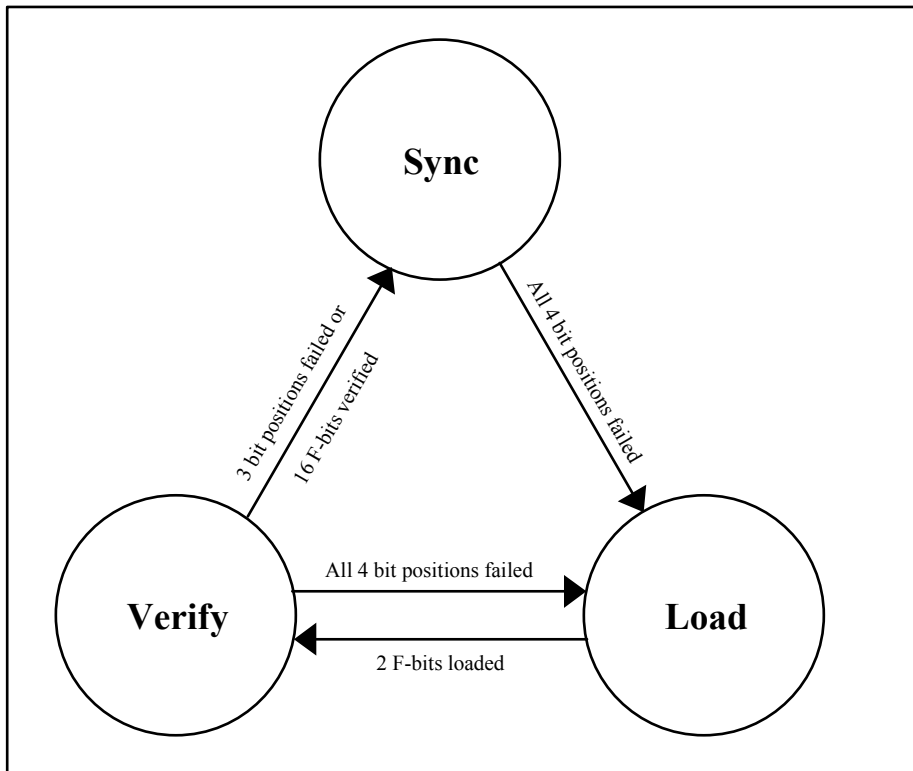 Sync
3 bit positions failed or
16 F-bits verified
All 4 bit positions failed
Verify
All 4 bit positions failed
2 F-bits loaded
Load